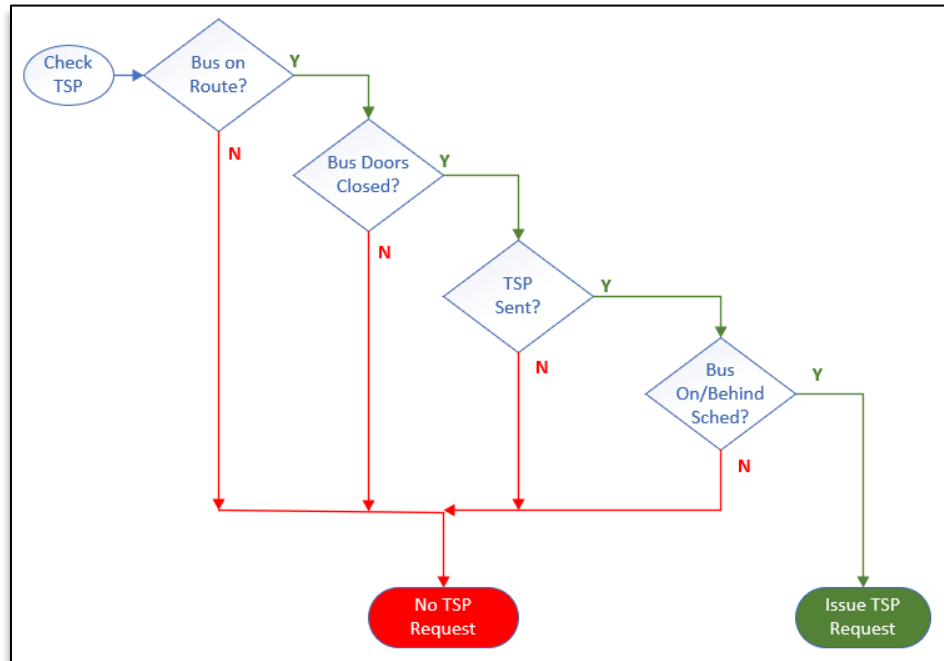 Check
TSP
Bus on
Route?
Y
N
Bus Doors
Closed?
Y
N
TSP
Sent?
Y
N
Bus
On/Behind
Sched?
Y
N
No TSP
Request
Issue TSP
Request